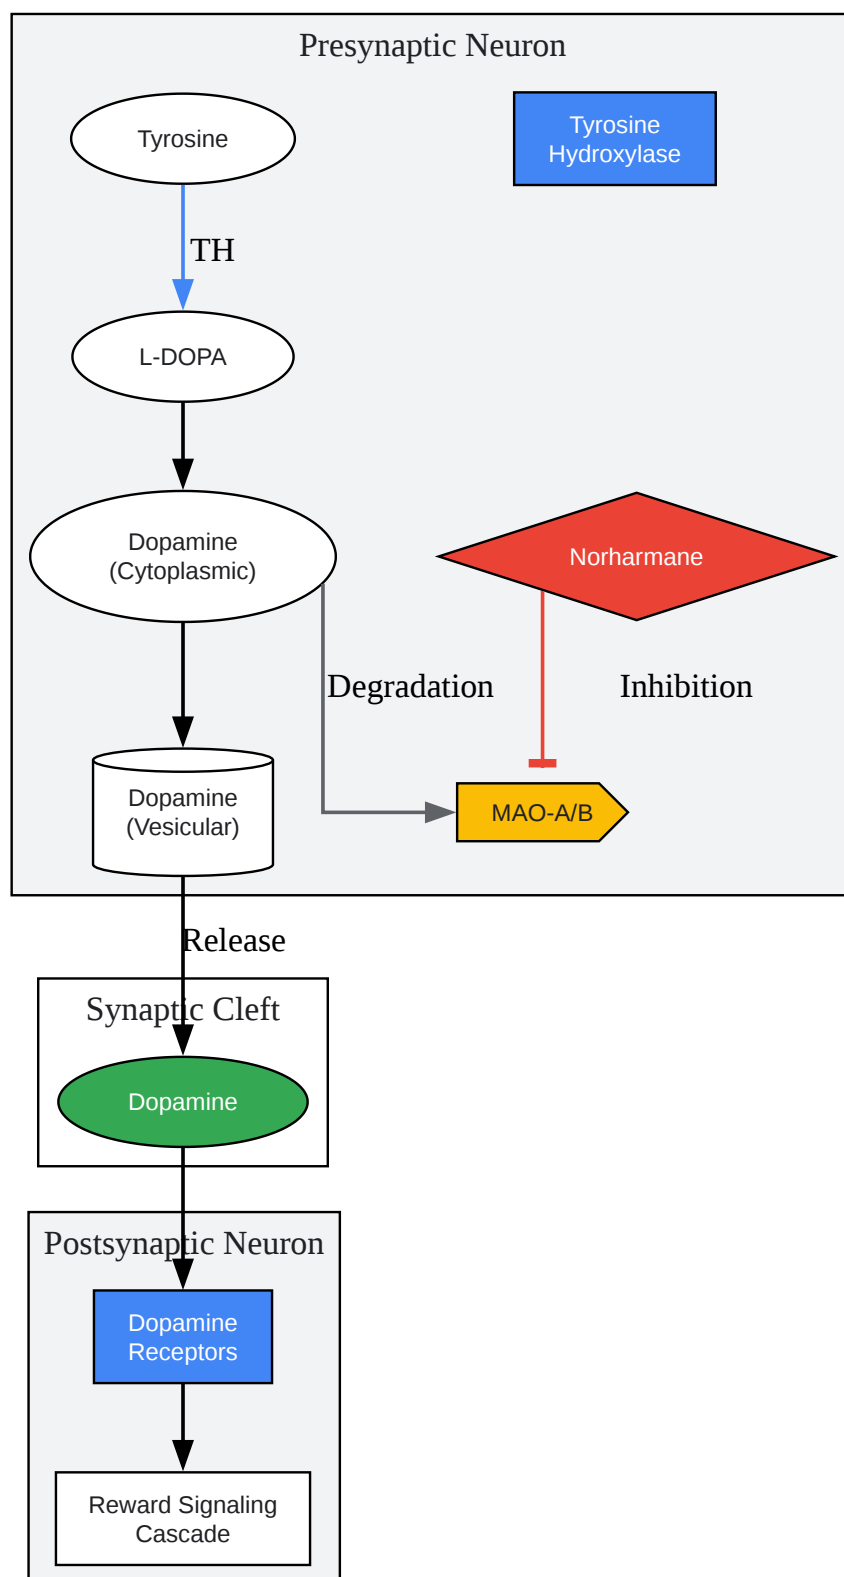 Presynaptic Neuron
Tyrosine
Tyrosine
Hydroxylase
TH
L-DOPA
Dopamine
(Cytoplasmic)
Norharmane
Degradation
Inhibition
Dopamine
(Vesicular)
MAO-A/B
Release
Synaptic Cleft
Dopamine
Postsynaptic Neuron
Dopamine
Receptors
Reward Signaling
Cascade